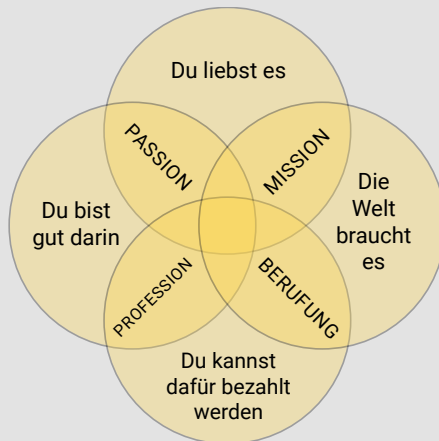 Du liebst es
PASSION
MISSION
Du bist
gut darin
Die
Welt
braucht
es
PROFESSION
BERUFUNG
Du kannst
dafür bezahlt
werden